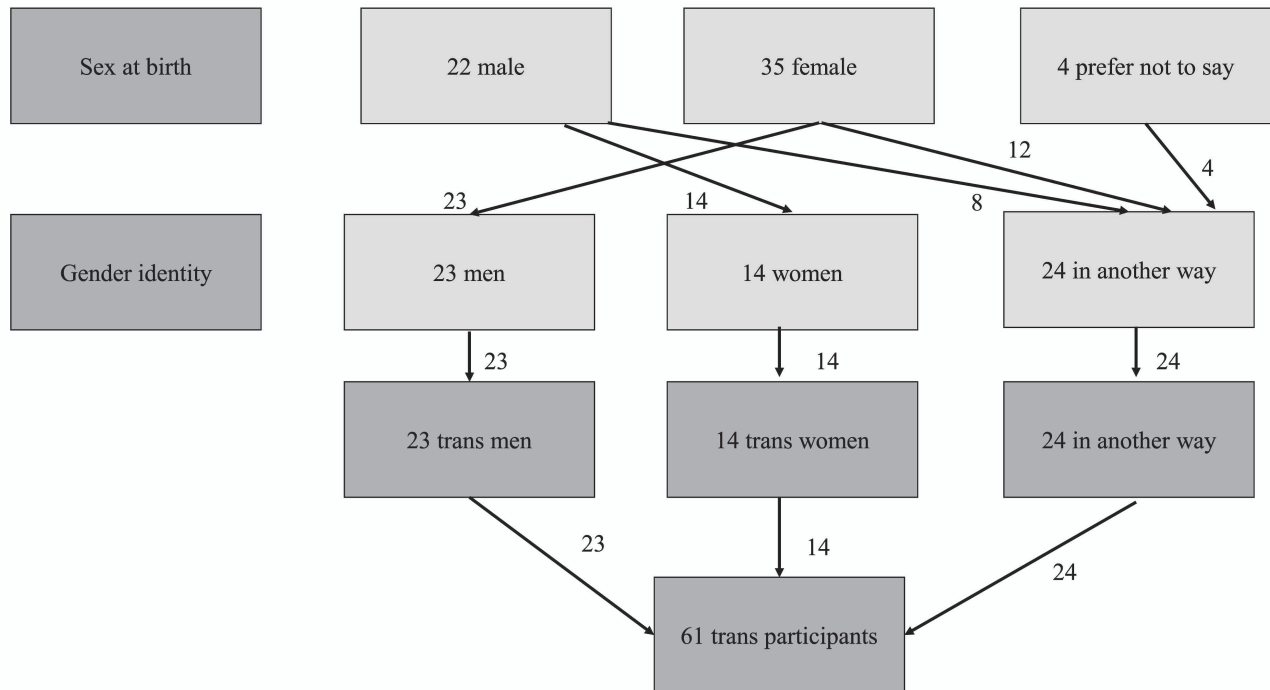 Sex at birth
22 male
35 female
4 prefer not to say
12
4
23
14
8
Gender identity
23 men
14 women
24 in another way
23
14
24
23 trans men
14 trans women
24 in another way
23
14
24
61 trans participants